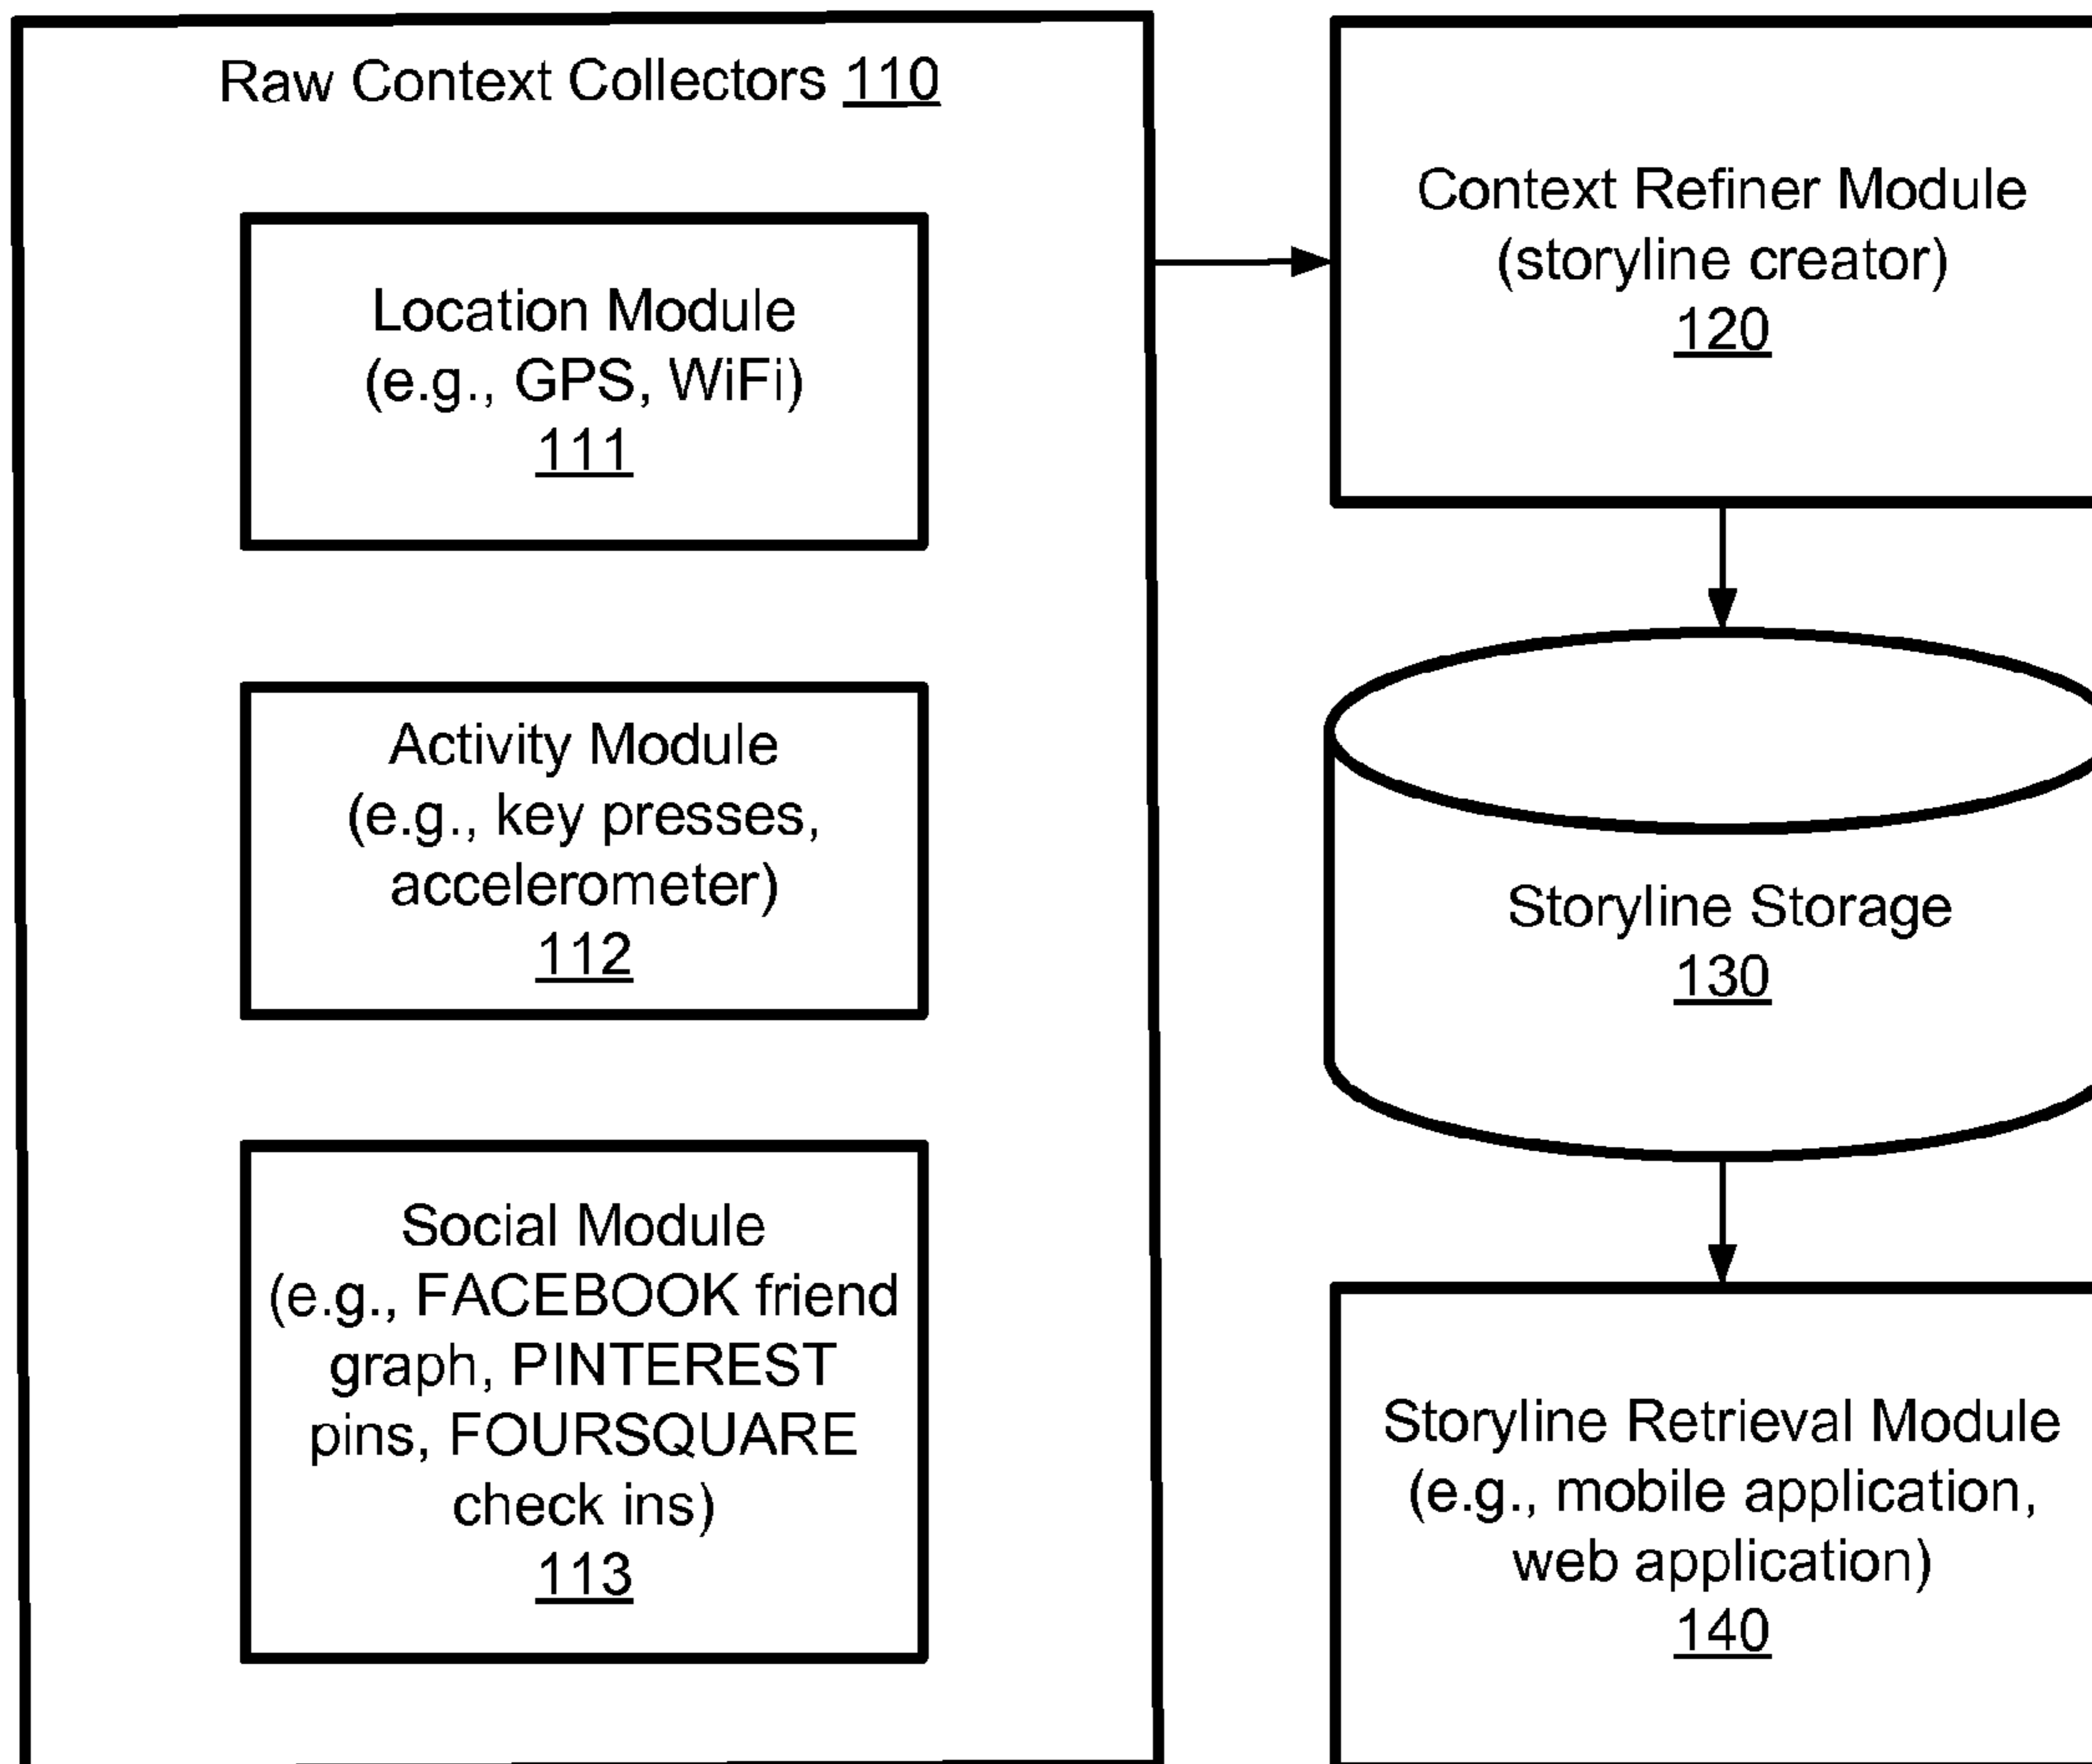 Raw Context Collectors 110
Location Module
(e.g., GPS, WiFi)
111
Activity Module
(e.g., key presses,
accelerometer)
112
Social Module
(e.g., FACEBOOK friend
graph, PINTEREST
pins, FOURSQUARE
check ins)
113
Context Refiner Module
(storyline creator)
120
Storyline Storage
130
Storyline Retrieval Module
(e.g., mobile application,
web application)
140